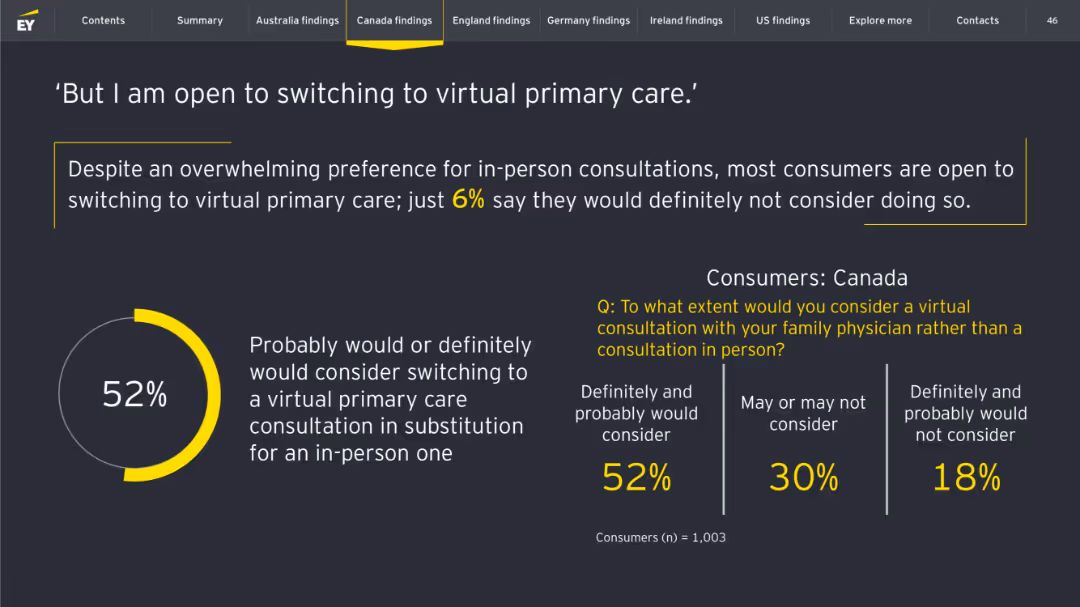 EY
Contents
Summary
Australia findings
Canada findings
England findings
Germany findings
Ireland findings
US findings
Explore more
Contacts
46
‘But I am open to switching to virtual primary care.’
Despite an overwhelming preference for in-person consultations, most consumers are open to
switching to virtual primary care; just 6% say they would definitely not consider doing so.
52%
Probably would or definitely
would consider switching to
a virtual primary care
consultation in substitution
for an in-person one
Consumers: Canada
Q: To what extent would you consider a virtual
consultation with your family physician rather than a
consultation in person?
Definitely and
probably would
consider
52%
May or may not
consider
30%
Definitely and
probably would
not consider
18%
Consumers (n) = 1,003